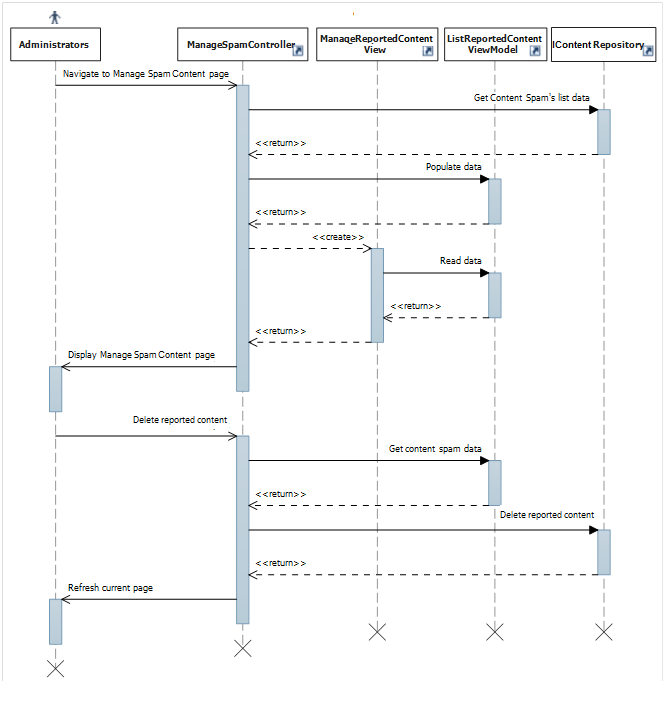 Administrators
ManageSpamController
ManageReportedContent
View
ListReportedContent
ViewModel
IContent Repository
Navigate to Manage Spam Content page
Get Content Spam's list data
<<return>>
Populate data
<<return>>
<<create>>
Read data
<<return>>
<<return>>
Display Manage Spam Content page
Delete reported content
Get content spam data
<<return>>
Delete reported content
<<return>>
Refresh current page